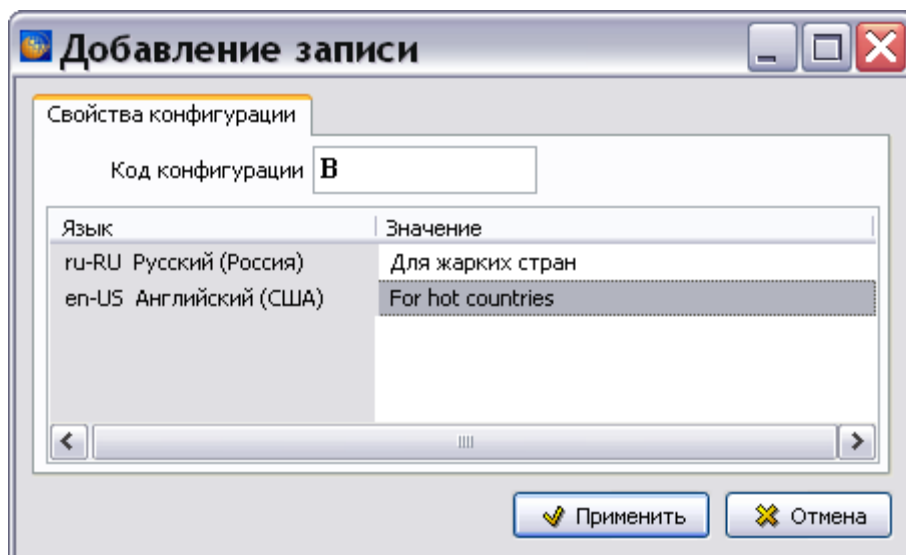 Добавление записи
Свойства конфигурации
Код конфигурации B
Язык Значение
ru-RU Русский (Россия) Для жарких стран
en-US Английский (США) For hot countries
Применить Отмена